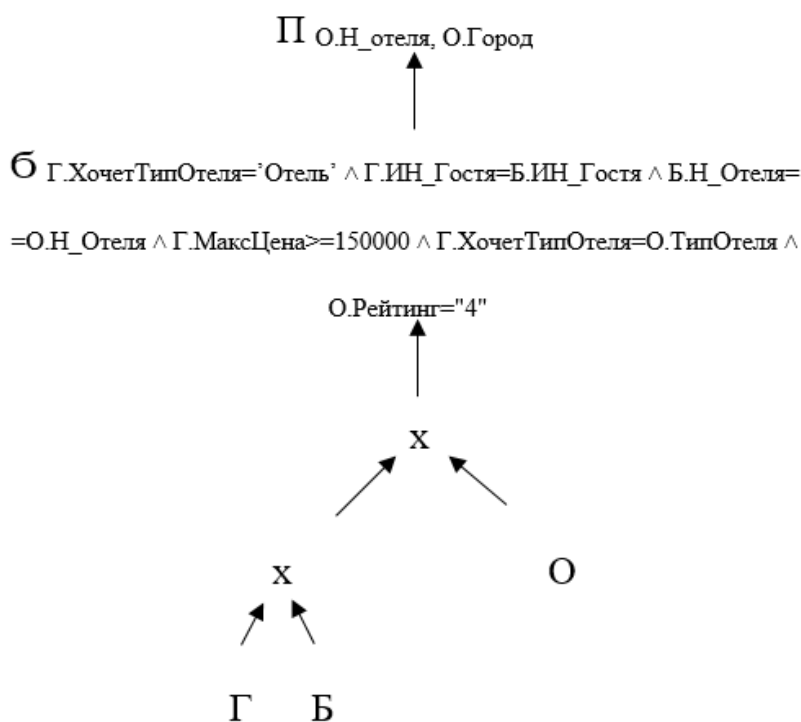 П О.Н_отеля, О.Город
б Г.ХочетТипОтеля='Отель' ∧ Г.ИН_Гостя=Б.ИН_Гостя ∧ Б.Н_Отеля=
=О.Н_Отеля ∧ Г.МаксЦена>=150000 ∧ Г.ХочетТипОтеля=О.ТипОтеля ∧
О.Рейтинг="4"
х
х О
Г Б